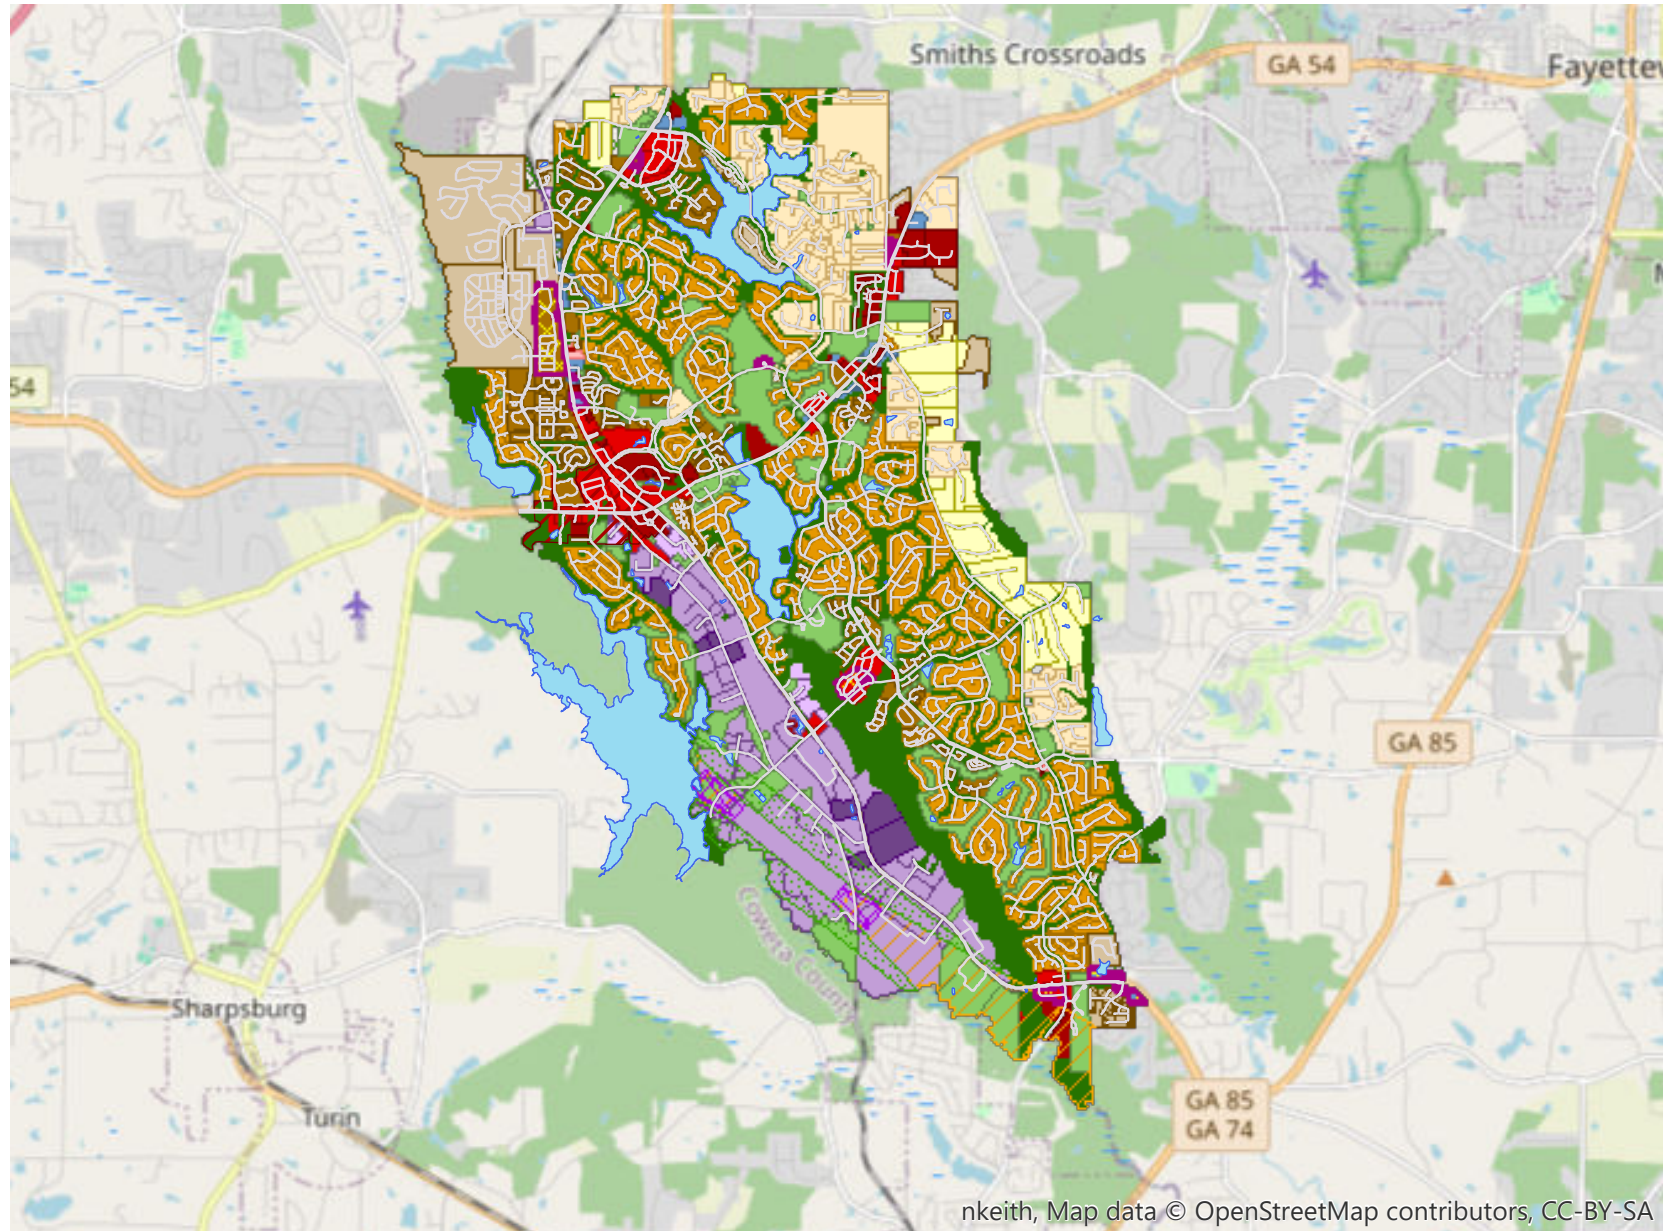 Smiths Crossroads
GA 54
Fayettev
54
GA 85
Coweta County
Sharpsburg
Turin
GA 85
GA 74
nkeith, Map data © OpenStreetMap contributors, CC-BY-SA